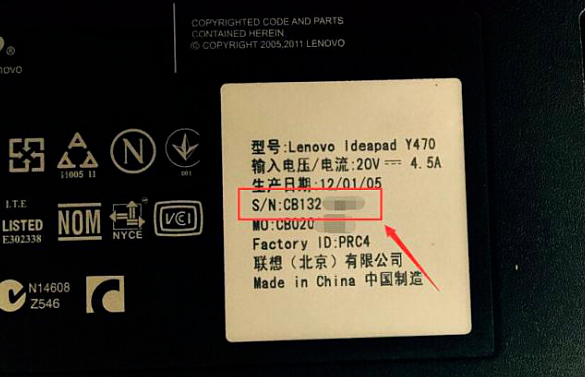 COPYRIGHTED CODE AND PARTS
CONTAINED HEREIN
© COPYRIGHT 2005,2011 LENOVO
®
novo
11005 11
N
001
I.T.E
LISTED
E302338
NOM
NYCE
VCI
N14608
Z546
型号:Lenovo Ideapad Y470
输入电压/电流:20V ⎓ 4.5A
生产日期:12/01/05
S/N:CB132
MO:CB020
Factory ID:PRC4
联想（北京）有限公司
Made in China 中国制造